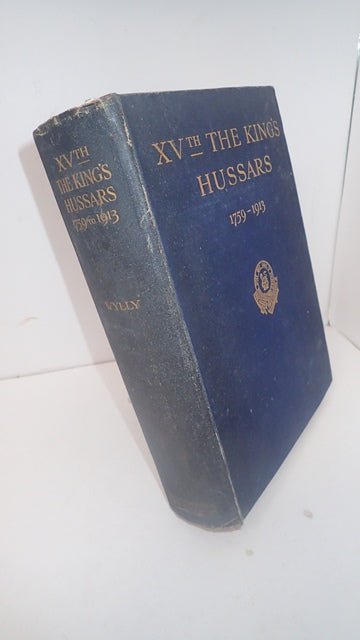 XVTH
THE KING'S
HUSSARS
1759 to 1913
WYLLY
XVTH THE KING'S
HUSSARS
1759-1913